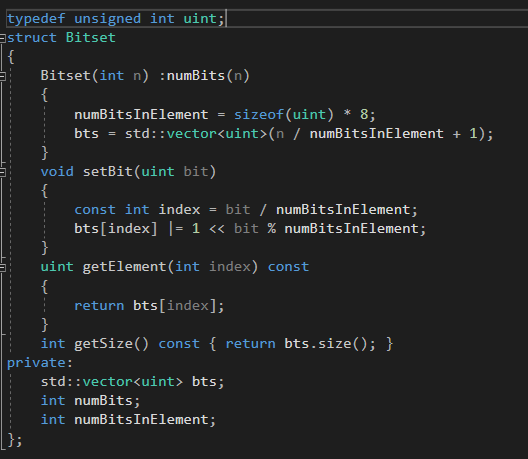 typedef unsigned int uint;
struct Bitset
{
    Bitset(int n) :numBits(n)
    {
        numBitsInElement = sizeof(uint) * 8;
        bts = std::vector<uint>(n / numBitsInElement + 1);
    }
    void setBit(uint bit)
    {
        const int index = bit / numBitsInElement;
        bts[index] |= 1 << bit % numBitsInElement;
    }
    uint getElement(int index) const
    {
        return bts[index];
    }
    int getSize() const { return bts.size(); }
private:
    std::vector<uint> bts;
    int numBits;
    int numBitsInElement;
};